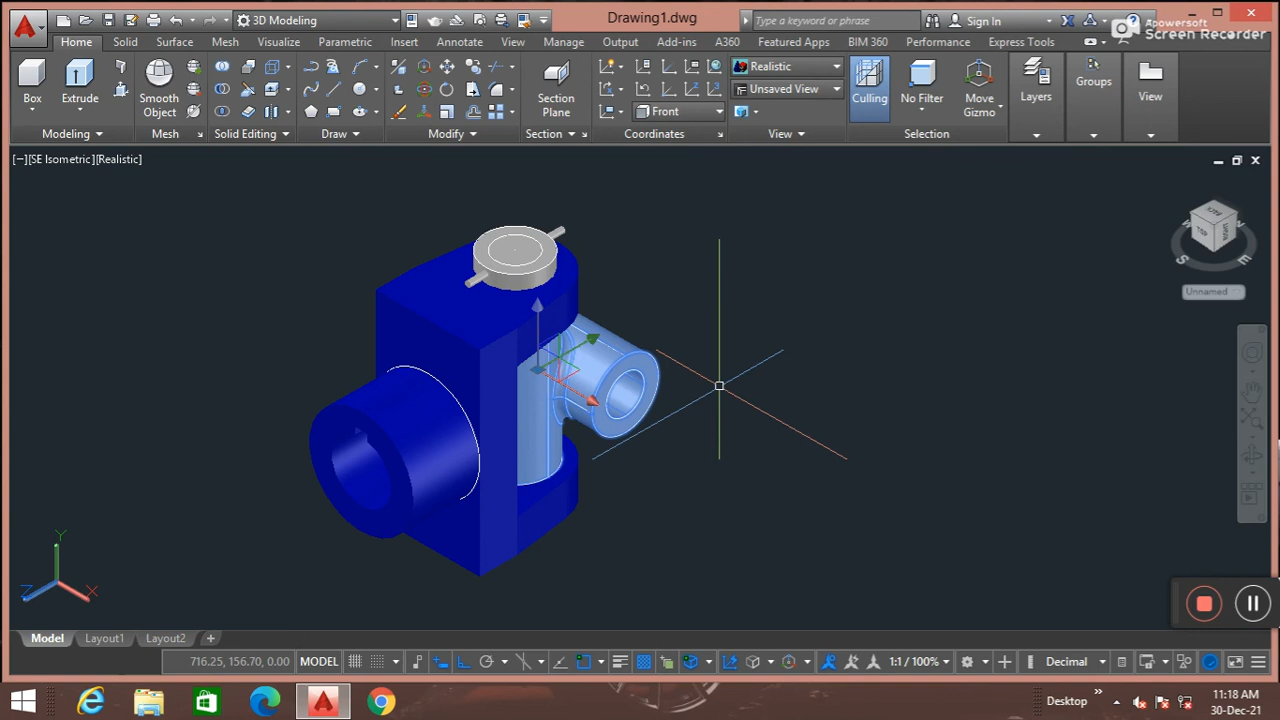 3D Modeling
Drawing1.dwg
Type a keyword or phrase
Sign In
Apowersoft
Screen Recorder
Home Solid Surface Mesh Visualize Parametric Insert Annotate View Manage Output Add-ins A360 Featured Apps BIM 360 Performance Express Tools
Box
Extrude
Smooth
Object
Section
Plane
Front
Realistic
Unsaved View
Culling
No Filter
Move
Gizmo
Layers
Groups
View
Modeling Mesh Solid Editing Draw Modify Section Coordinates View Selection
[−][SE Isometric][Realistic]
TOP
W
S
E
Unnamed
Y
Z
X
Model Layout1 Layout2 +
716.25, 156.70, 0.00 MODEL 1:1 / 100% Decimal
Desktop
11:18 AM
30-Dec-21